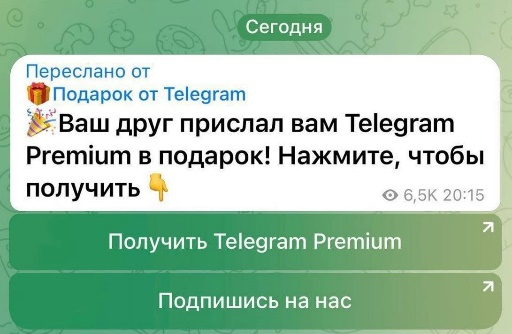 Сегодня
Переслано от
🎁Подарок от Telegram
🎉Ваш друг прислал вам Telegram
Premium в подарок! Нажмите, чтобы
получить 👇
6,5K 20:15
Получить Telegram Premium
Подпишись на нас